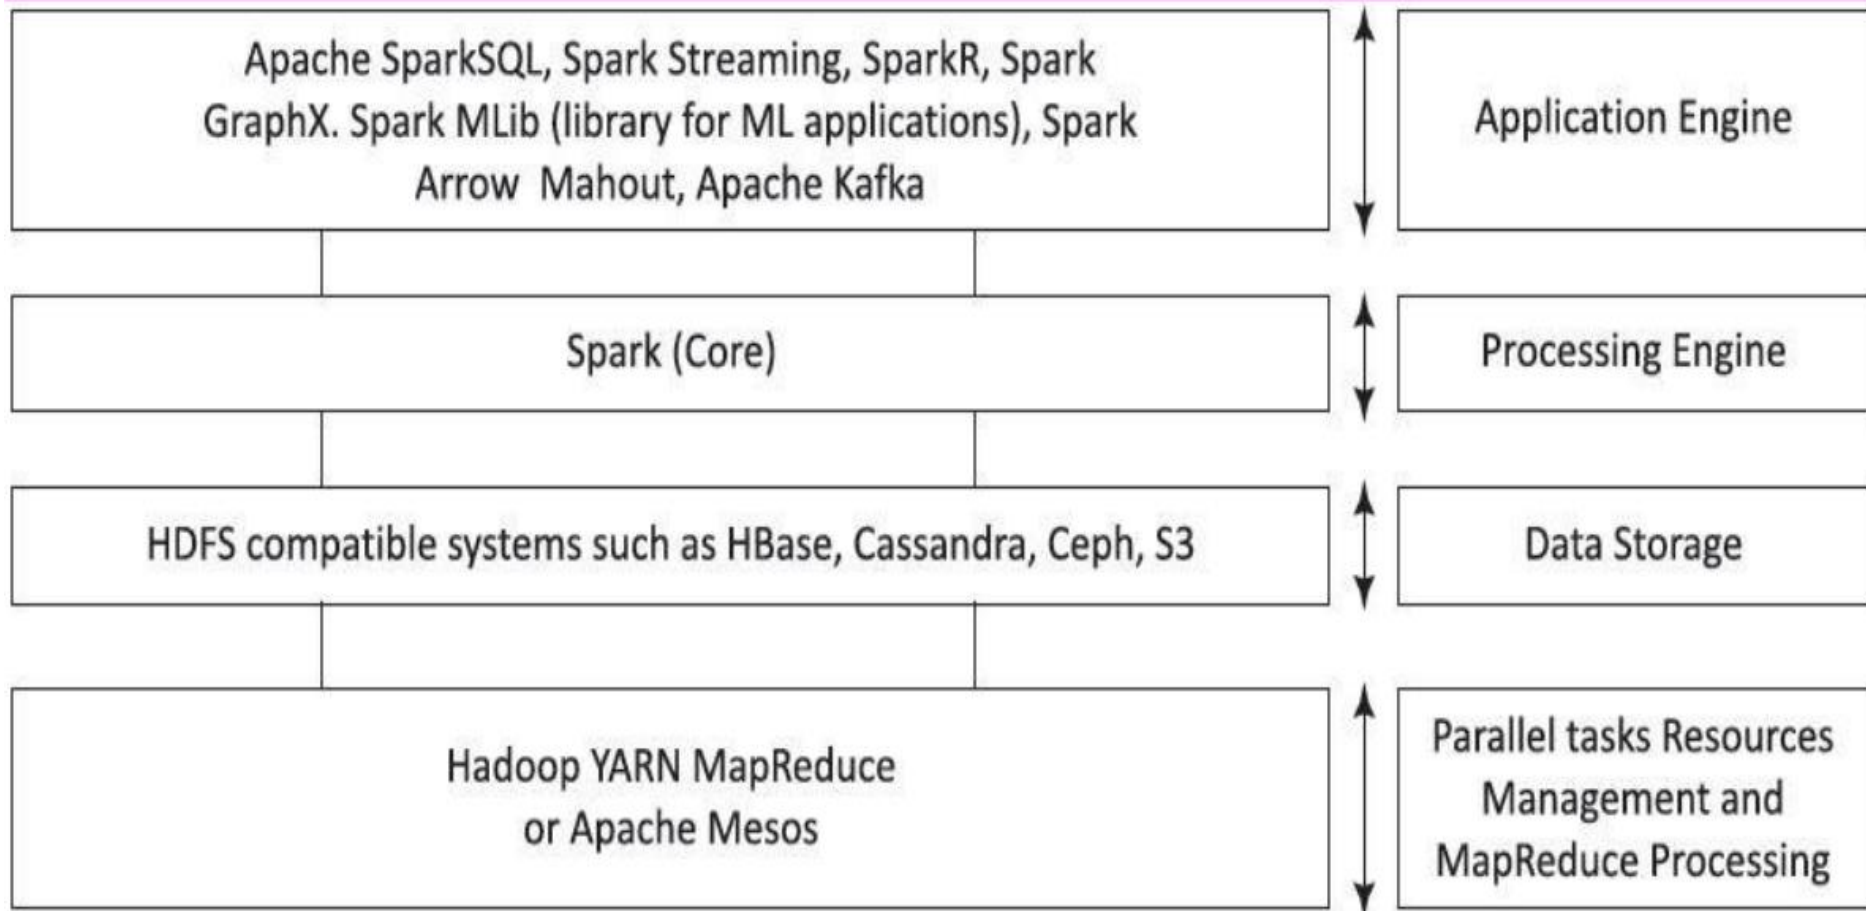 Apache SparkSQL, Spark Streaming, SparkR, Spark
GraphX. Spark MLib (library for ML applications), Spark
Arrow Mahout, Apache Kafka
Application Engine
Spark (Core)
Processing Engine
HDFS compatible systems such as HBase, Cassandra, Ceph, S3
Data Storage
Hadoop YARN MapReduce
or Apache Mesos
Parallel tasks Resources
Management and
MapReduce Processing